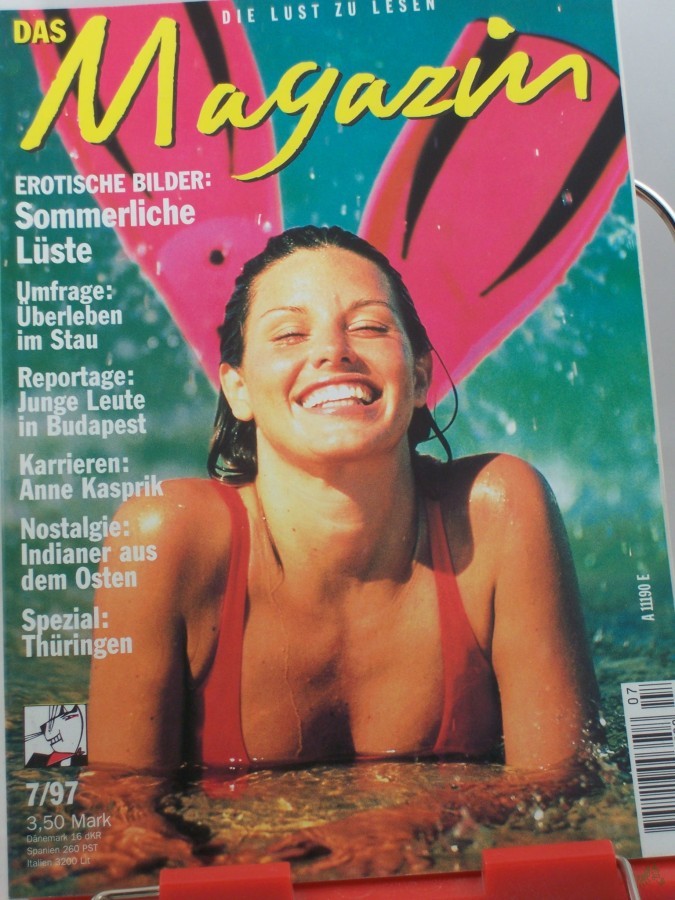 DIE LUST ZU LESEN
DAS
Magazin
EROTISCHE BILDER:
Sommerliche
Lüste
Umfrage:
Überleben
im Stau
Reportage:
Junge Leute
in Budapest
Karrieren:
Anne Kasprik
Nostalgie:
Indianer aus
dem Osten
Spezial:
Thüringen
7/97
3,50 Mark
Dänemark 16 dKR
Spanien 260 PST
Italien 3200 Lit
A 11190 E
07